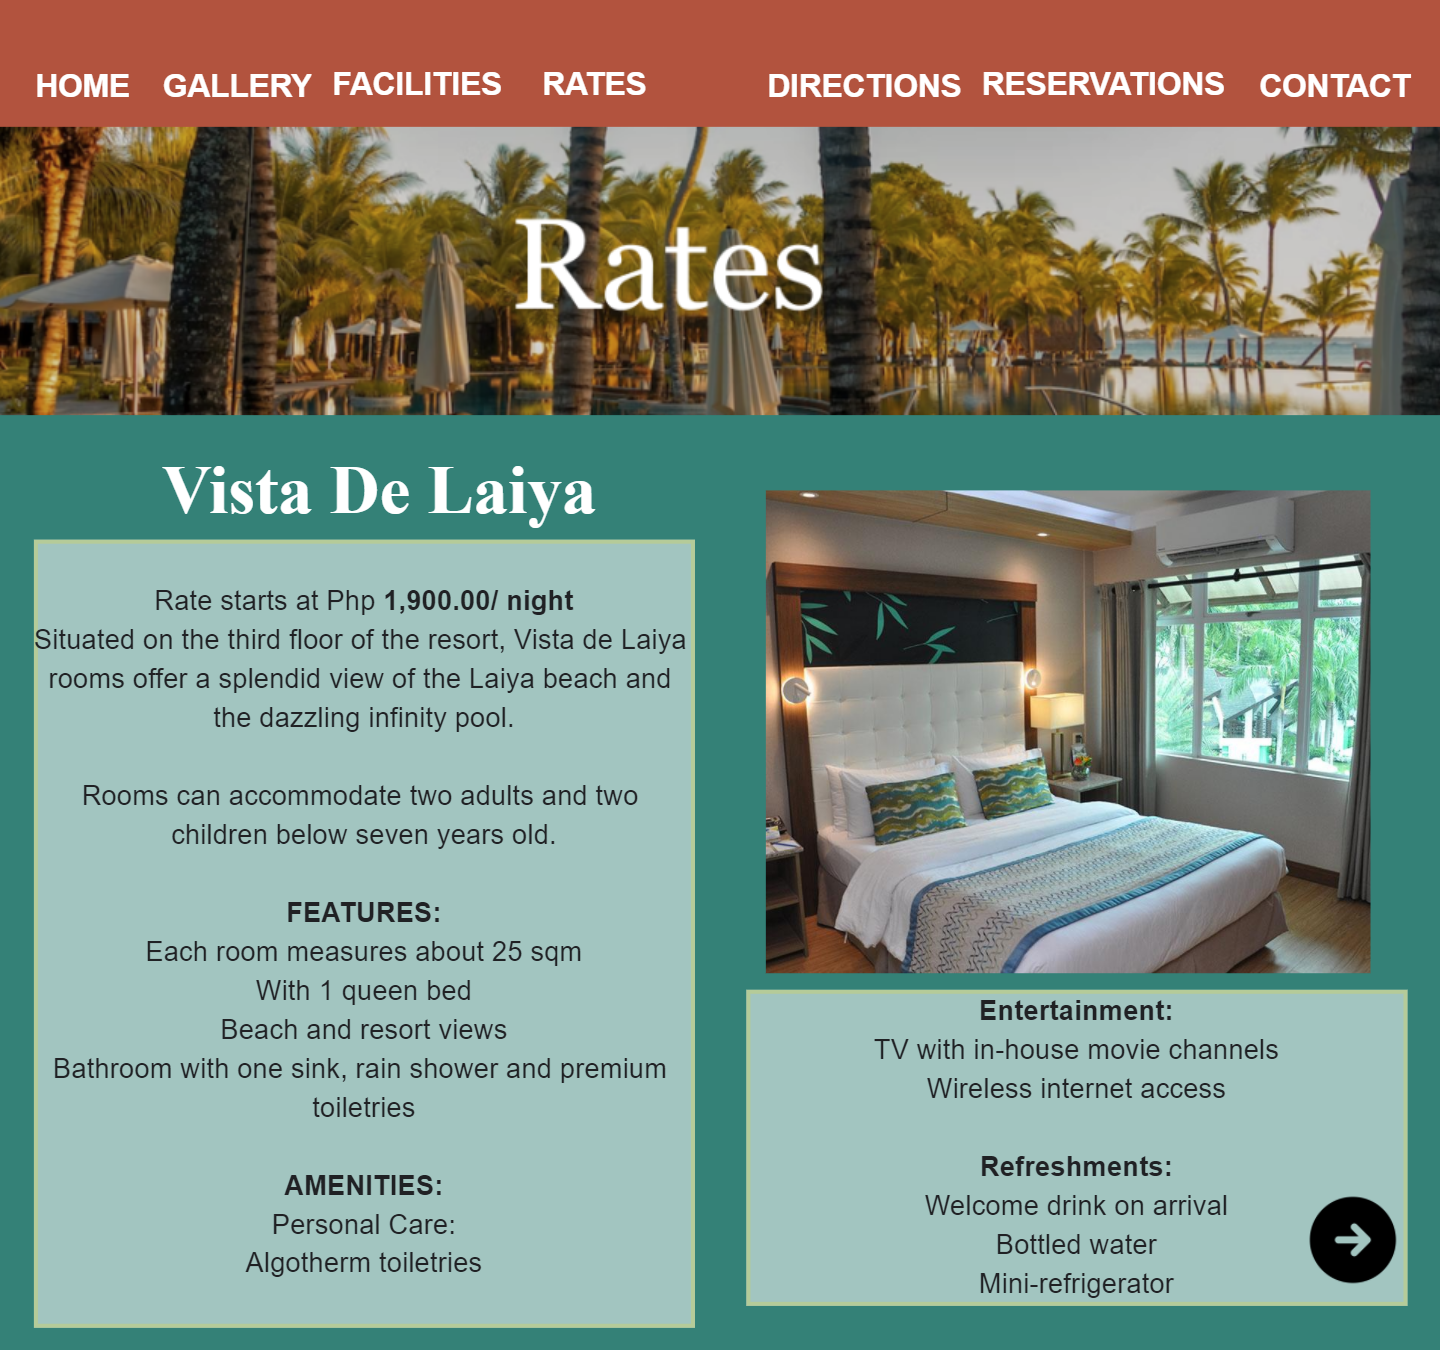 HOME GALLERY FACILITIES RATES DIRECTIONS RESERVATIONS CONTACT
Rates
Vista De Laiya
Rate starts at Php 1,900.00/ night
Situated on the third floor of the resort, Vista de Laiya
rooms offer a splendid view of the Laiya beach and
the dazzling infinity pool.
Rooms can accommodate two adults and two
children below seven years old.
FEATURES:
Each room measures about 25 sqm
With 1 queen bed
Beach and resort views
Bathroom with one sink, rain shower and premium
toiletries
AMENITIES:
Personal Care:
Algotherm toiletries
Entertainment:
TV with in-house movie channels
Wireless internet access
Refreshments:
Welcome drink on arrival
Bottled water
Mini-refrigerator